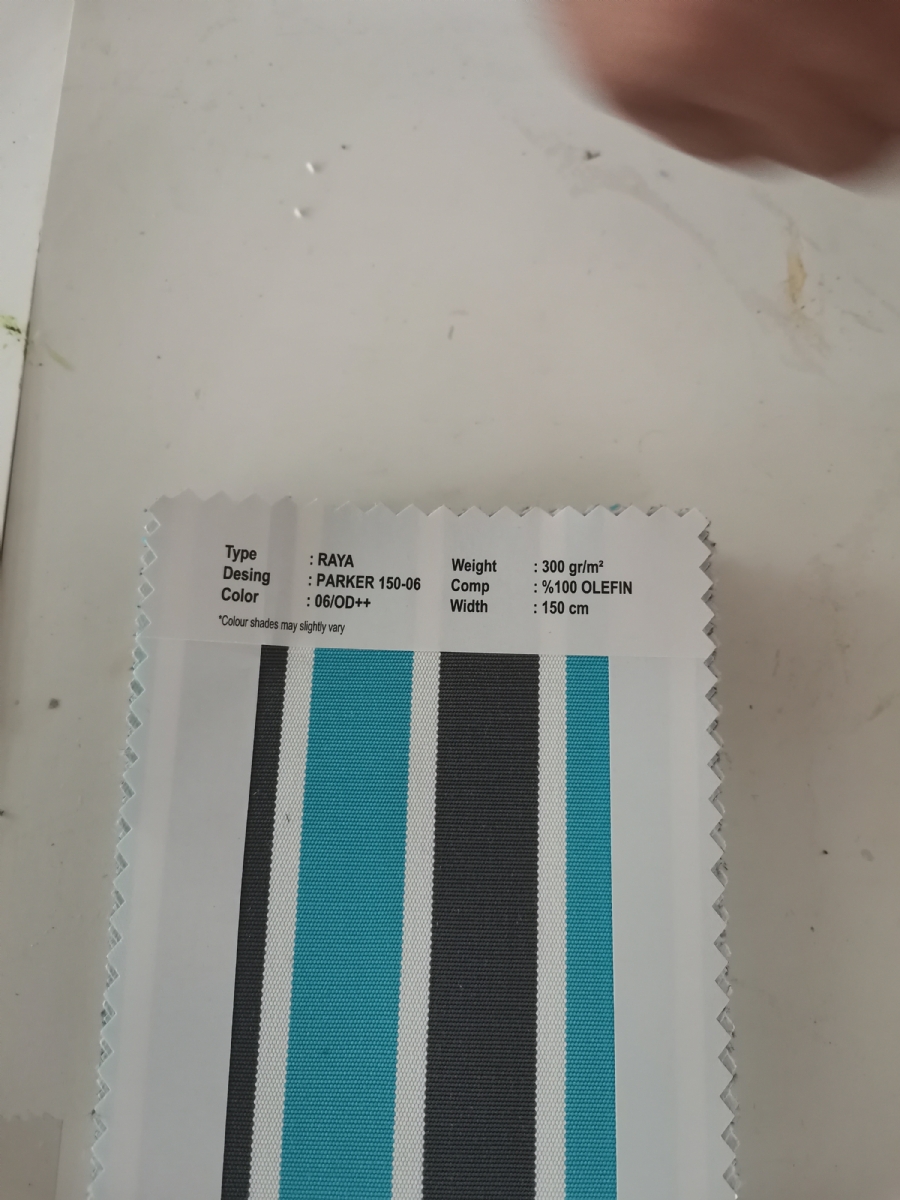 Type : RAYA
Desing : PARKER 150-06
Color : 06/OD++
*Colour shades may slightly vary
Weight : 300 gr/m²
Comp : %100 OLEFIN
Width : 150 cm